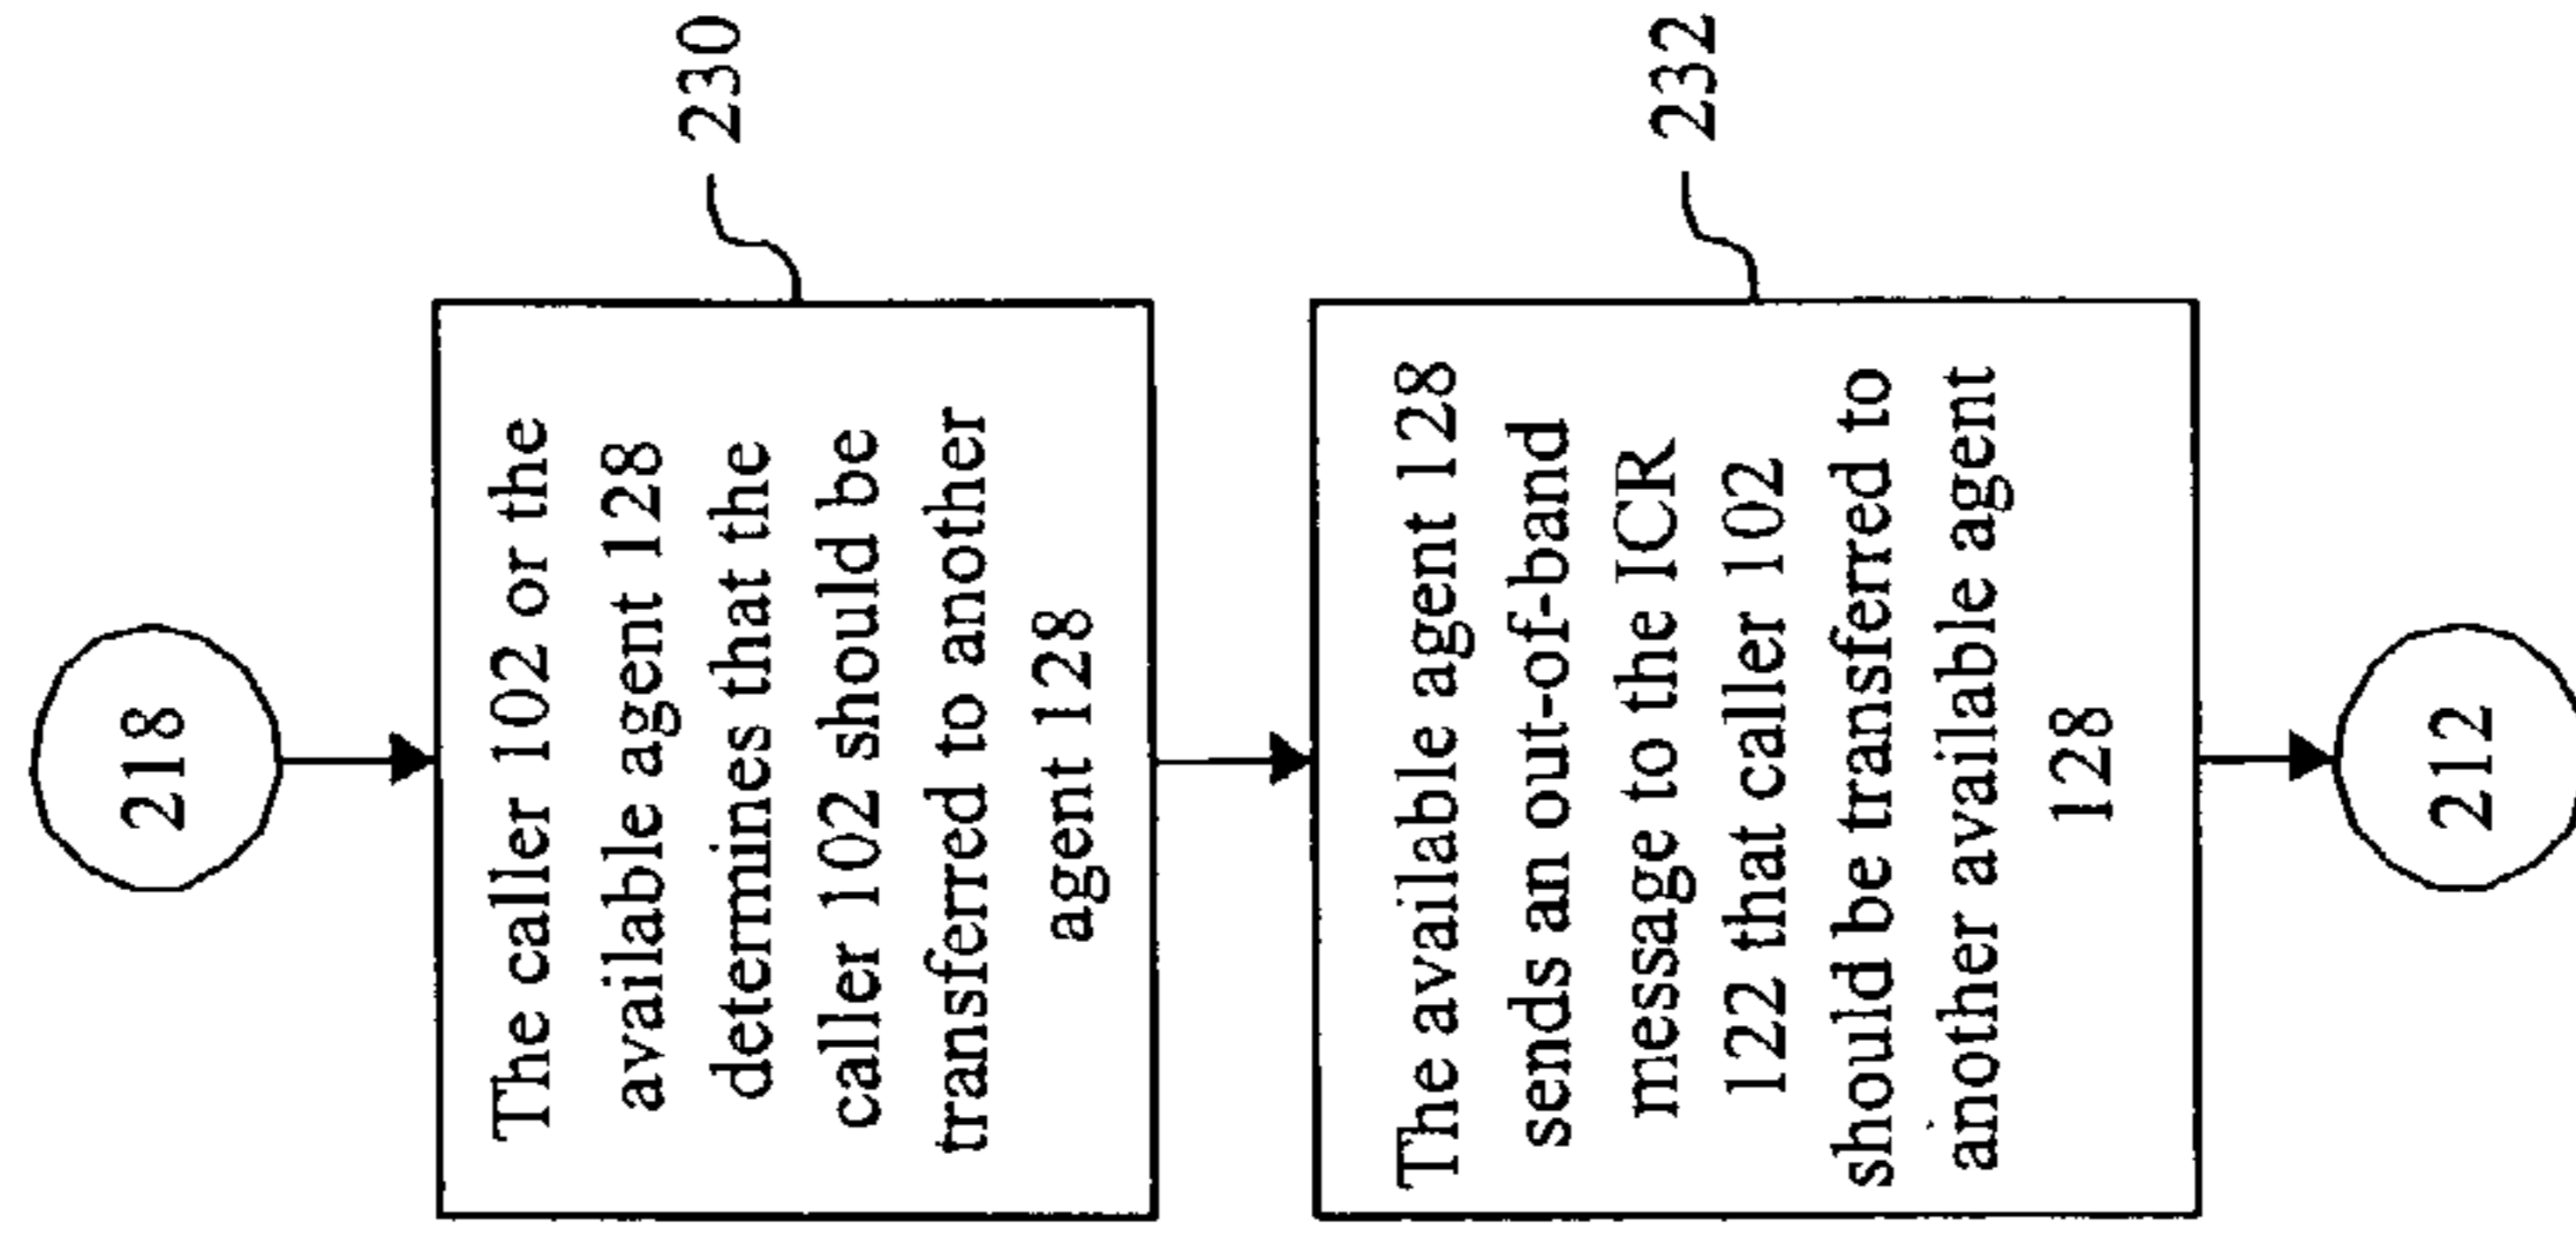 218
The caller 102 or the
available agent 128
determines that the
caller 102 should be
transferred to another
agent 128
230
The available agent 128
sends an out-of-band
message to the ICR
122 that caller 102
should be transferred to
another available agent
128
232
212